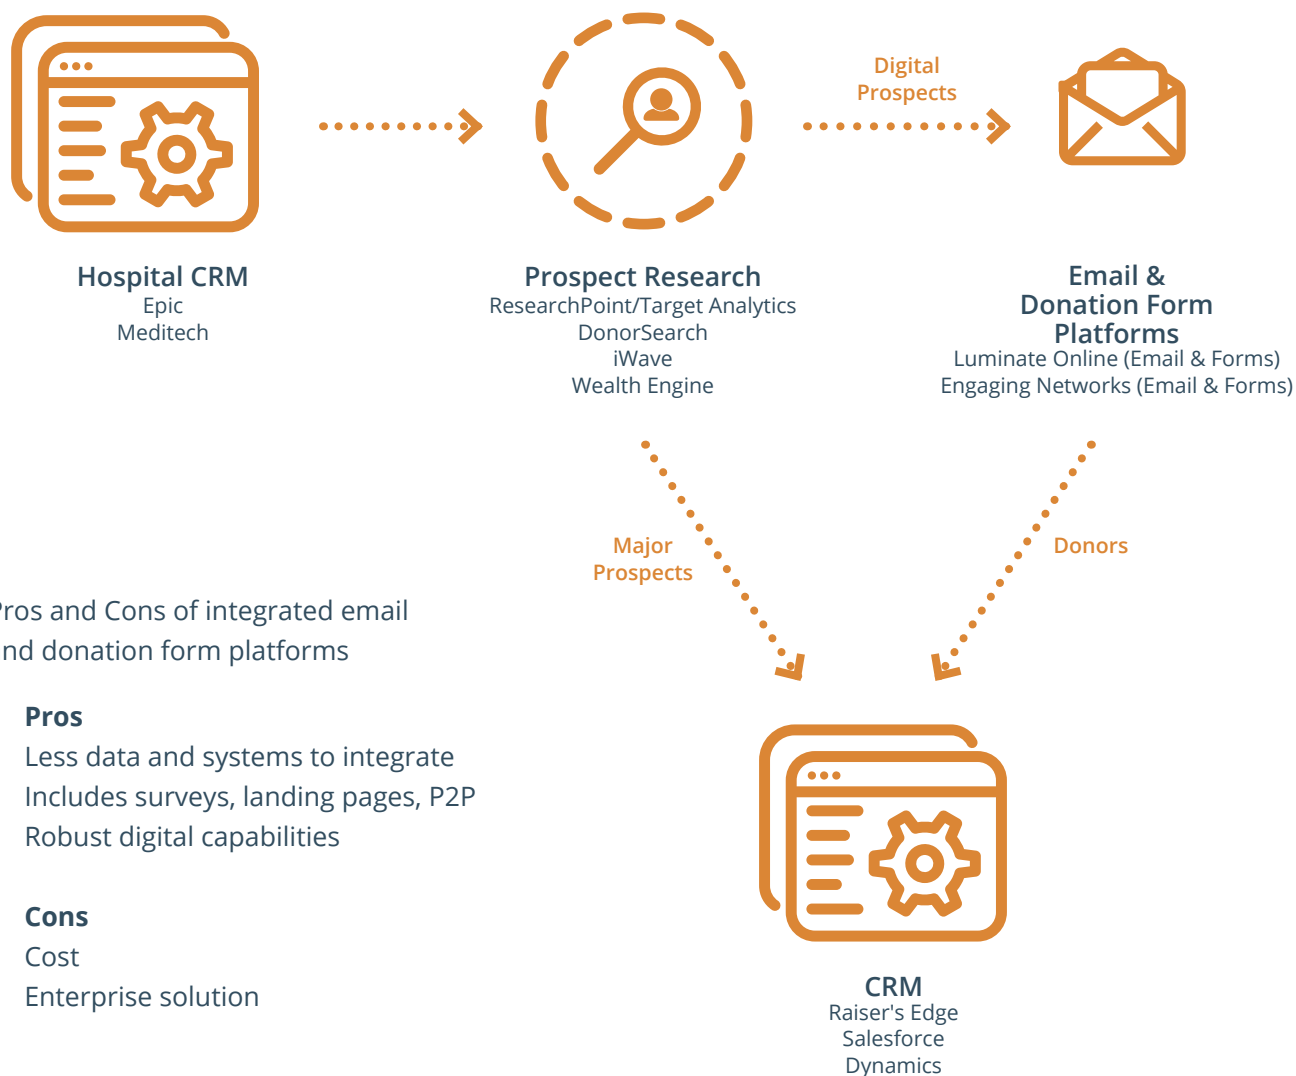 Digital
Prospects
Hospital CRM
Epic
Meditech
Prospect Research
ResearchPoint/Target Analytics
DonorSearch
iWave
Wealth Engine
Email &
Donation Form
Platforms
Luminate Online (Email & Forms)
Engaging Networks (Email & Forms)
Major
Prospects
Donors
Pros and Cons of integrated email
nd donation form platforms
Pros
Less data and systems to integrate
Includes surveys, landing pages, P2P
Robust digital capabilities
Cons
Cost
Enterprise solution
CRM
Raiser's Edge
Salesforce
Dynamics